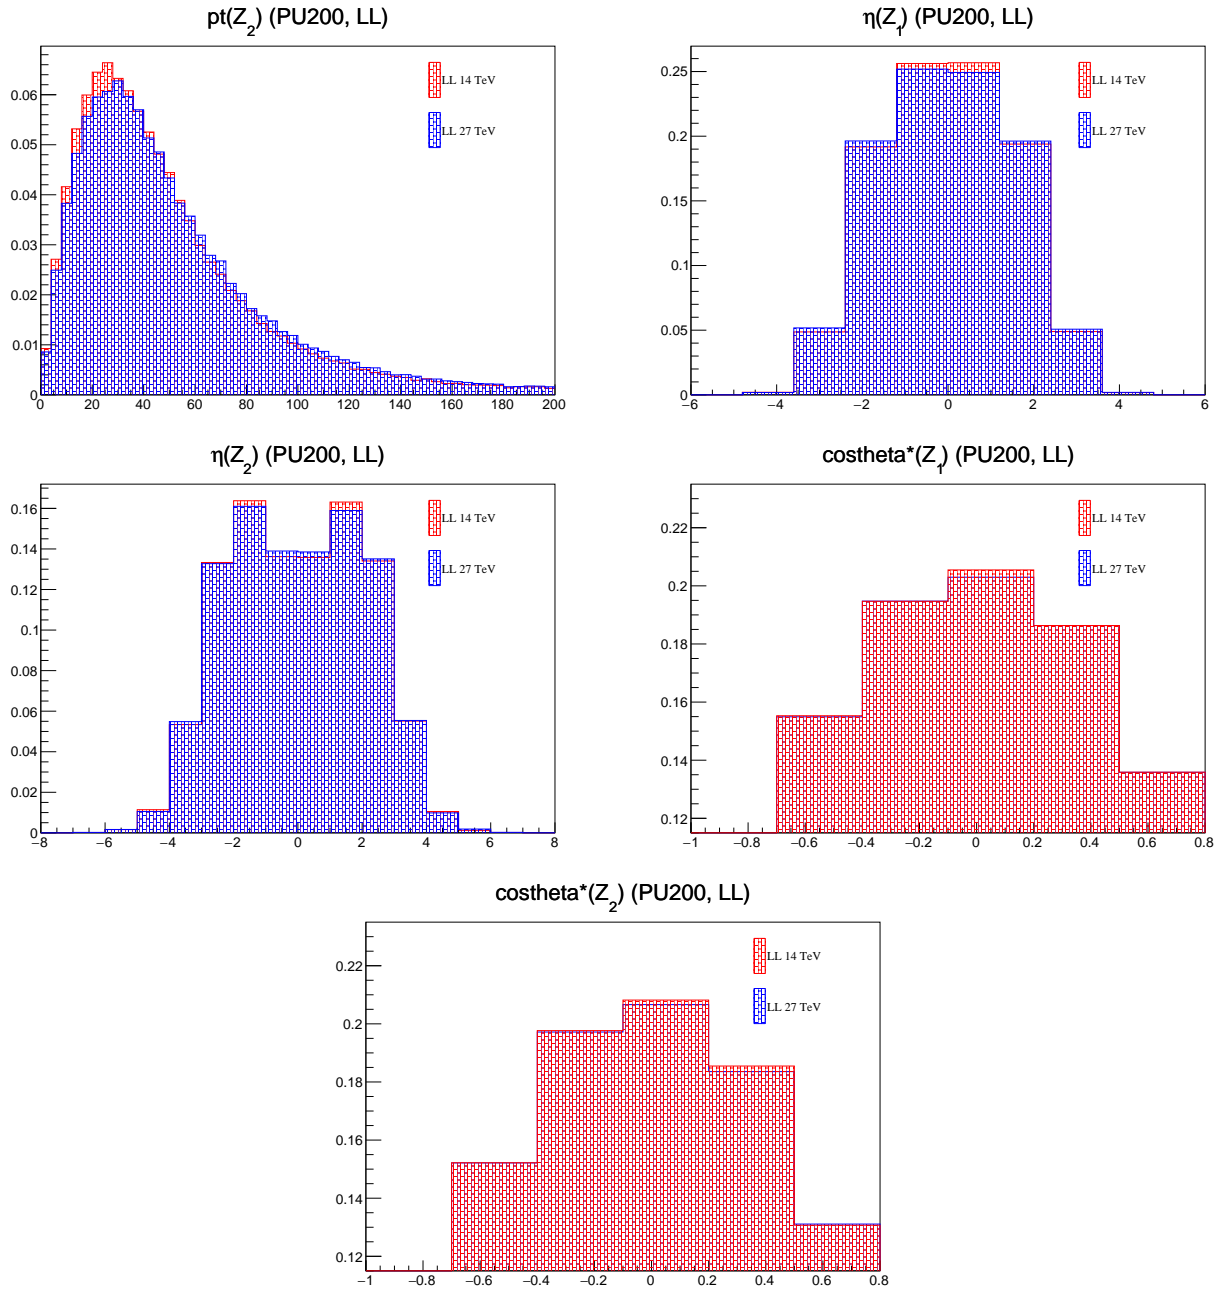 pt(Z2) (PU200, LL)
0.06
0.05
0.04
0.03
0.02
0.01
0
0 20 40 60 80 100 120 140 160 180 200
LL 14 TeV
LL 27 TeV
η(Z1) (PU200, LL)
0.25
0.2
0.15
0.1
0.05
0
−6 −4 −2 0 2 4 6
LL 14 TeV
LL 27 TeV
η(Z2) (PU200, LL)
0.16
0.14
0.12
0.1
0.08
0.06
0.04
0.02
0
−8 −6 −4 −2 0 2 4 6 8
LL 14 TeV
LL 27 TeV
costheta*(Z1) (PU200, LL)
0.22
0.2
0.18
0.16
0.14
0.12
−1 −0.8 −0.6 −0.4 −0.2 0 0.2 0.4 0.6 0.8
LL 14 TeV
LL 27 TeV
costheta*(Z2) (PU200, LL)
0.22
0.2
0.18
0.16
0.14
0.12
−1 −0.8 −0.6 −0.4 −0.2 0 0.2 0.4 0.6 0.8
LL 14 TeV
LL 27 TeV